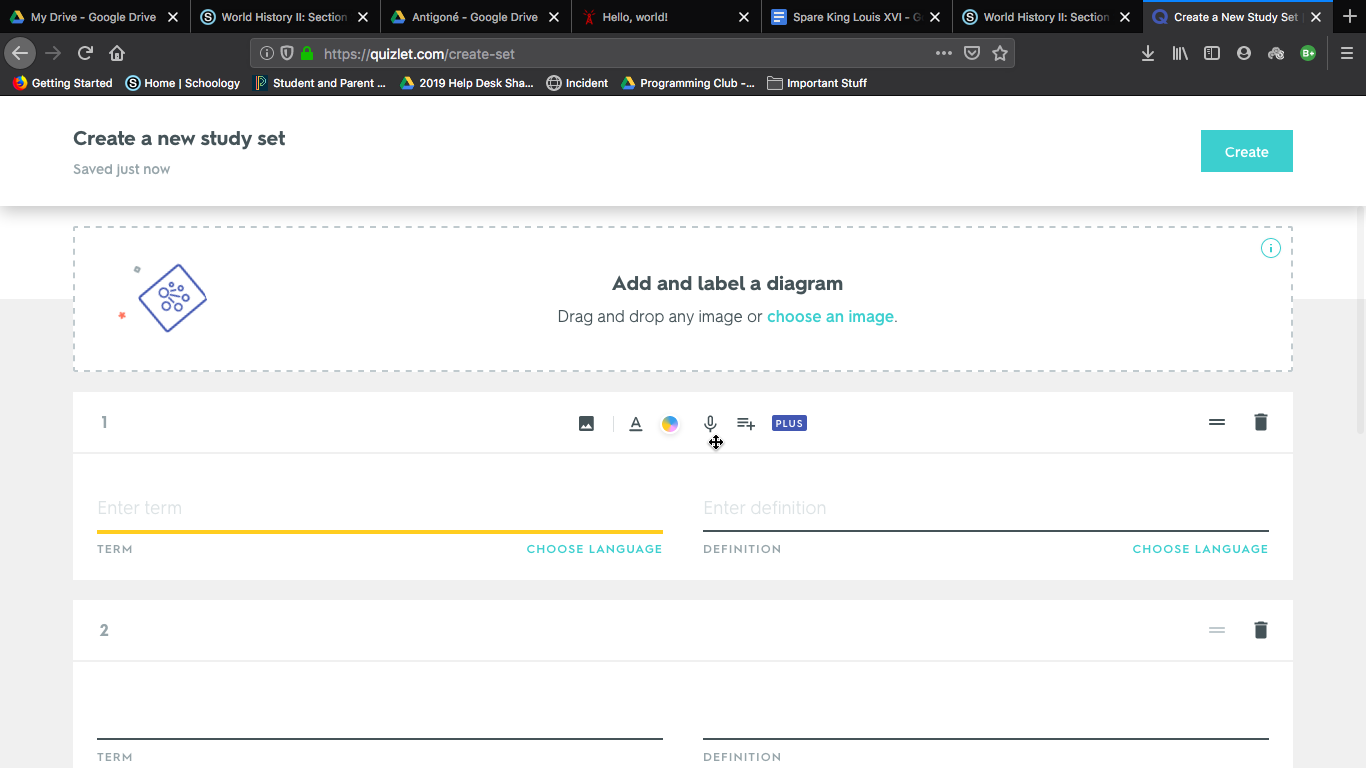 My Drive - Google Drive
World History II: Section
Antigoné - Google Drive
Hello, world!
Spare King Louis XVI - G
World History II: Section
Create a New Study Set
https://quizlet.com/create-set
Getting Started
Home | Schoology
Student and Parent ...
2019 Help Desk Sha...
Incident
Programming Club -...
Important Stuff
Create a new study set
Saved just now
Create
Add and label a diagram
Drag and drop any image or choose an image.
1
PLUS
Enter term
Enter definition
TERM
CHOOSE LANGUAGE
DEFINITION
CHOOSE LANGUAGE
2
TERM
DEFINITION